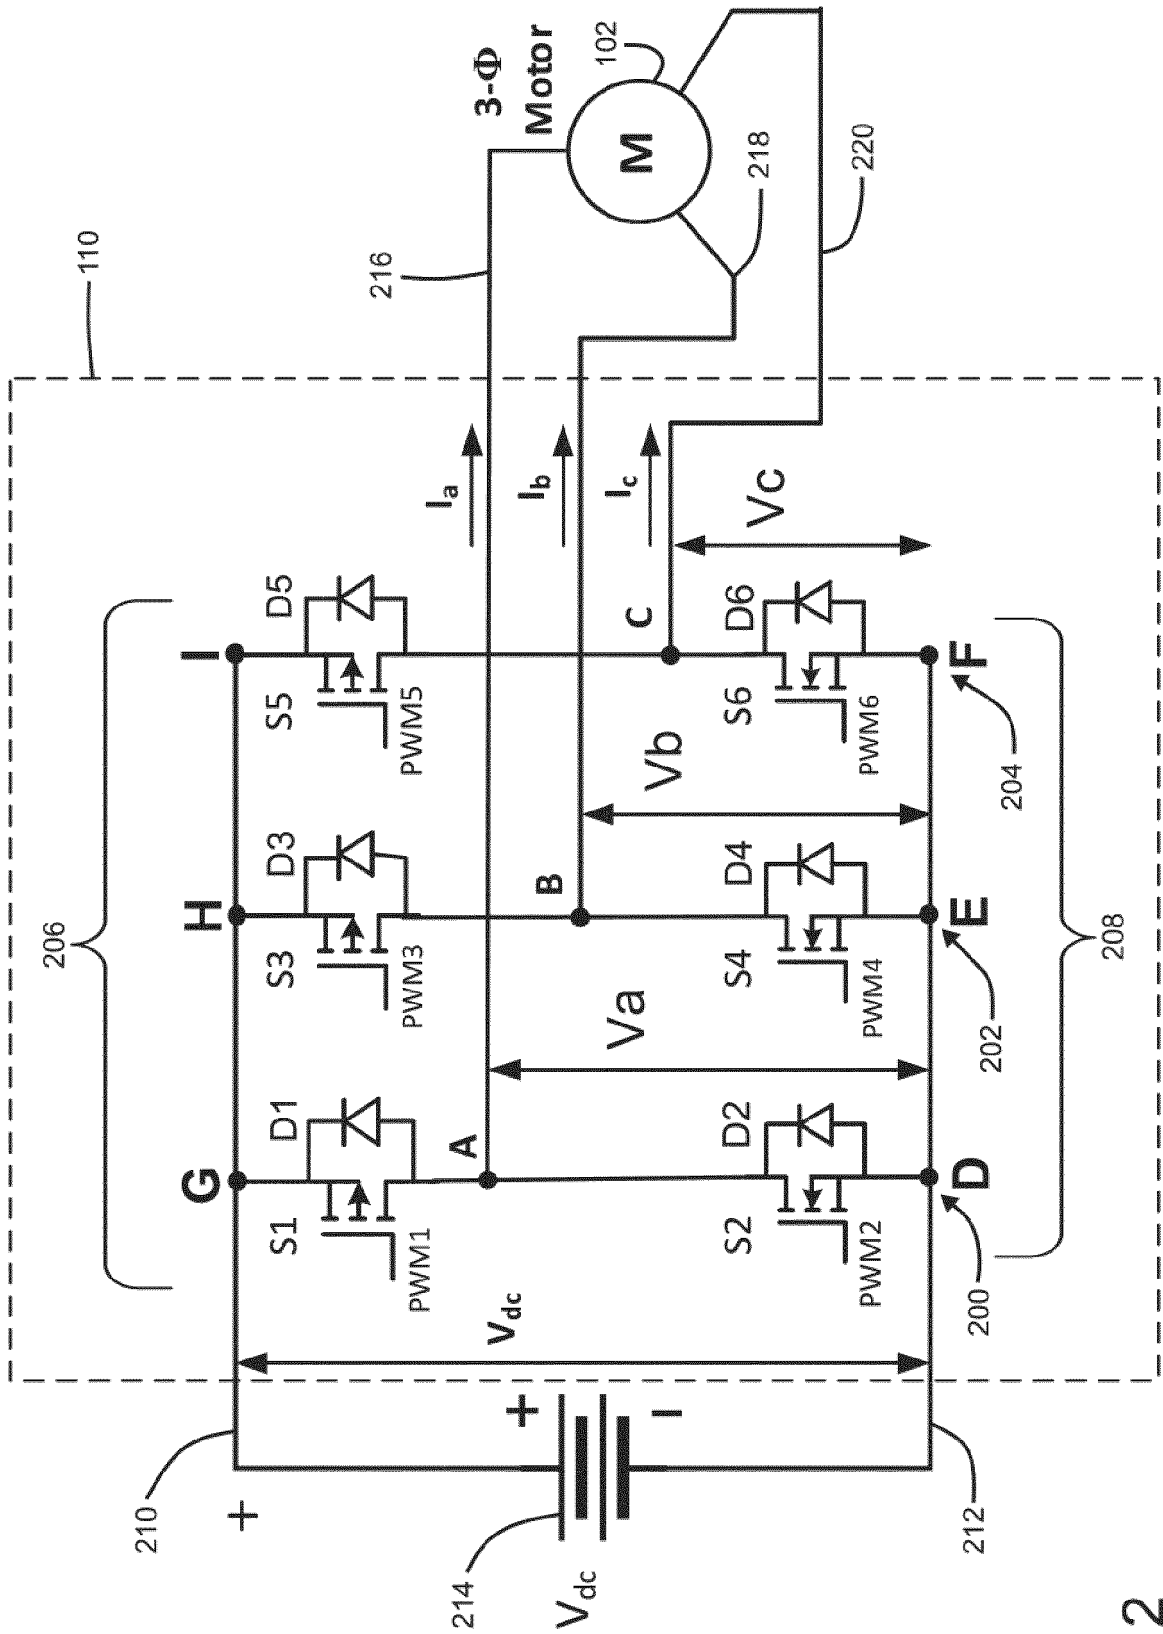 110
206
G
H
I
S1
D1
PWM1
S3
D3
PWM3
S5
D5
PWM5
210
+
Vdc
214
Vdc
+
−
A
B
C
Ia
Ib
Ic
216
3-Φ
Motor
M
102
218
220
Va
Vb
Vc
S2
D2
PWM2
S4
D4
PWM4
S6
D6
PWM6
D
E
F
200
202
204
208
212
2